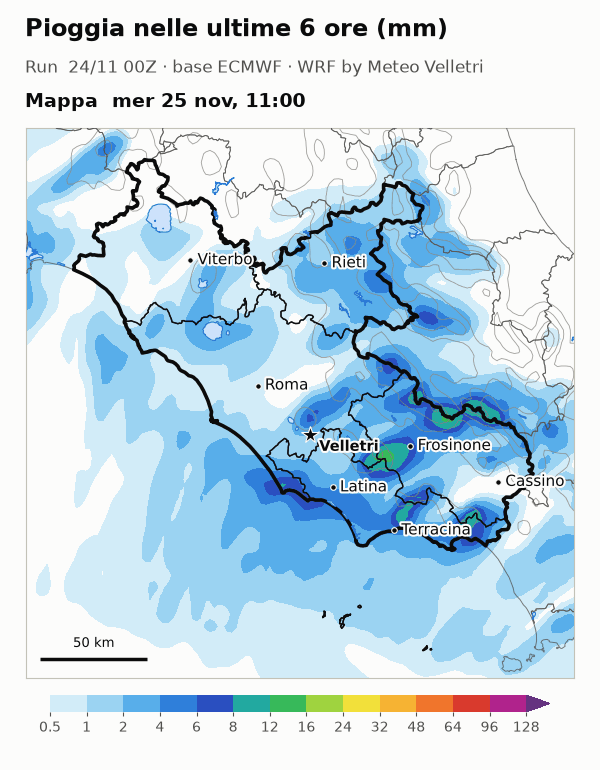 Pioggia nelle ultime 6 ore (mm)
Run  24/11 00Z · base ECMWF · WRF by Meteo Velletri
Mappa  mer 25 nov, 11:00
Viterbo
Rieti
Roma
Velletri
Frosinone
Latina
Cassino
Terracina
50 km
0.5 1 2 4 6 8 12 16 24 32 48 64 96 128